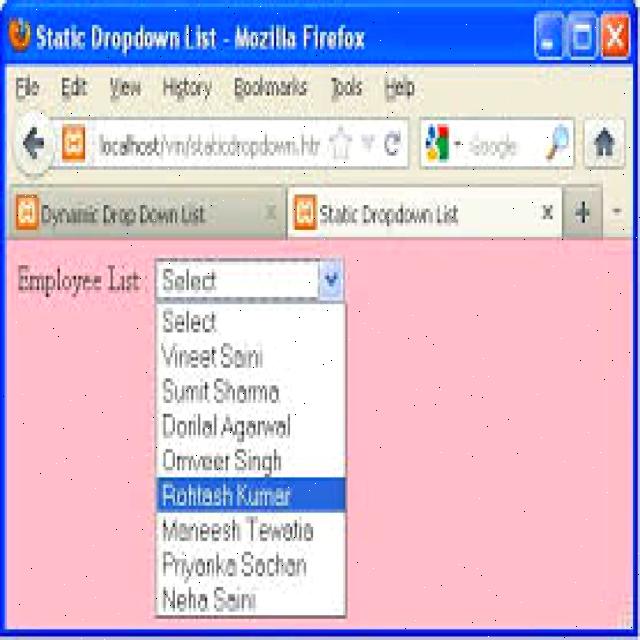 Static Dropdown List - Mozilla Firefox
File Edit View History Bookmarks Tools Help
localhost/vm/staticdropdown.htr Google
Dynamic Drop Down List x Static Dropdown List x +
Employee List : Select
Select
Vineet Saini
Sumit Sharma
Dorilal Agarwal
Omveer Singh
Rohtash Kumar
Maneesh Tewatia
Priyanka Sachan
Neha Saini